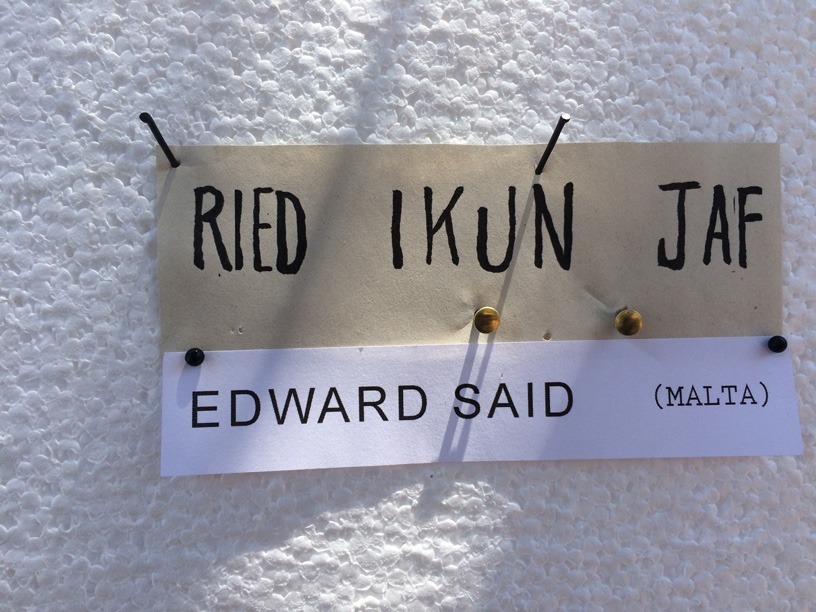 RIED IKUN JAF
EDWARD SAID (MALTA)